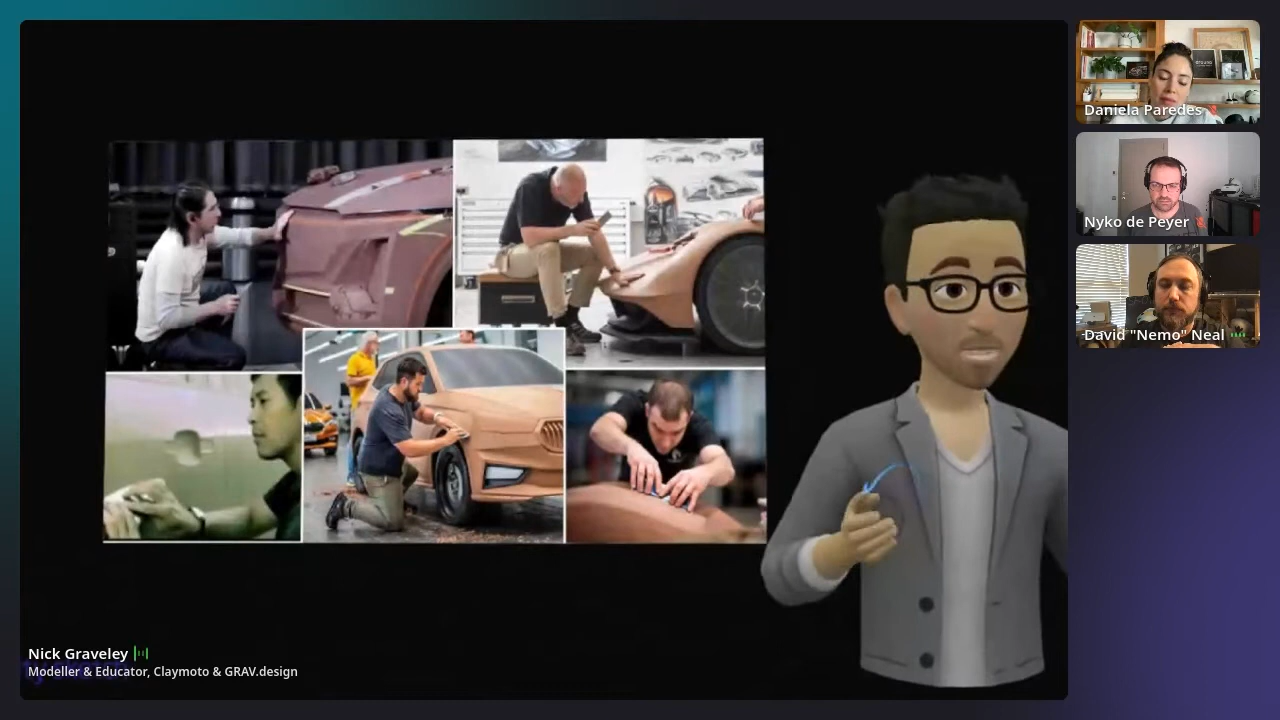 Daniela Paredes
Nyko de Peyer
David "Nemo" Neal
Nick Graveley
Modeller & Educator, Claymoto & GRAV.design